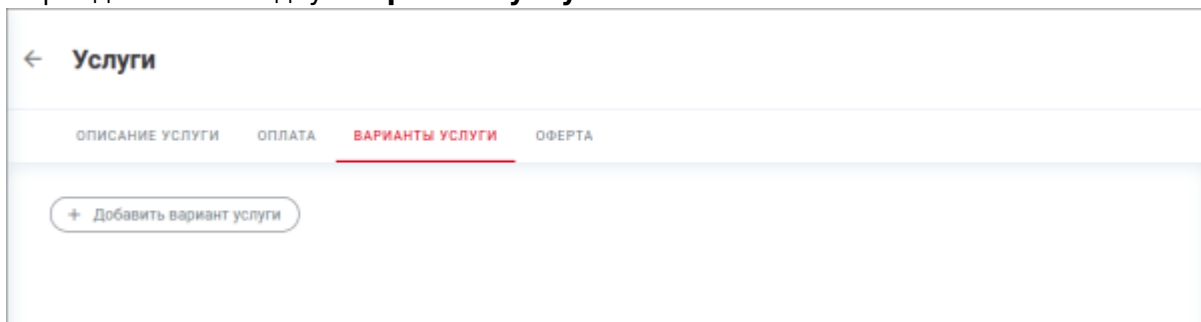 ← Услуги
ОПИСАНИЕ УСЛУГИ ОПЛАТА ВАРИАНТЫ УСЛУГИ ОФЕРТА
+ Добавить вариант услуги